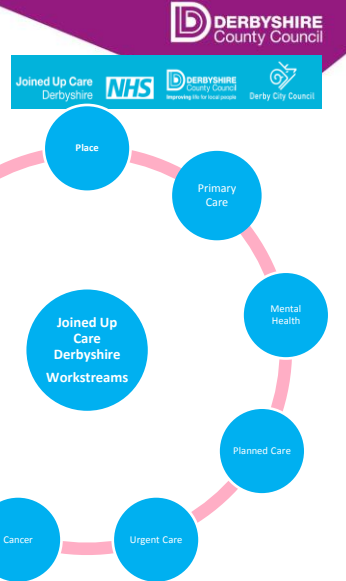 DERBYSHIRE
County Council
Joined Up Care
Derbyshire
NHS
DERBYSHIRE
County Council
Improving life for local people
Derby City Council
Place
Primary
Care
Mental
Health
Joined Up
Care
Derbyshire
Workstreams
Planned Care
Cancer
Urgent Care